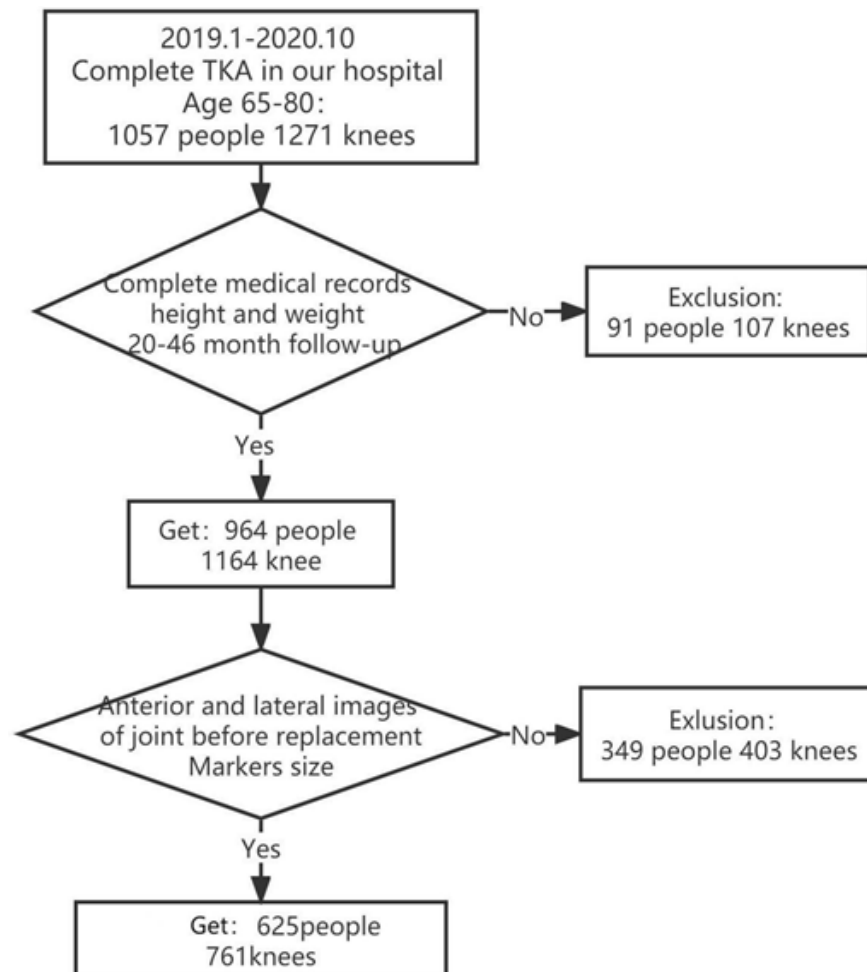 2019.1-2020.10
Complete TKA in our hospital
Age 65-80:
1057 people 1271 knees
Complete medical records
height and weight
20-46 month follow-up
No
Exclusion:
91 people 107 knees
Yes
Get: 964 people
1164 knee
Anterior and lateral images
of joint before replacement
Markers size
No
Exlusion:
349 people 403 knees
Yes
Get: 625people
761knees